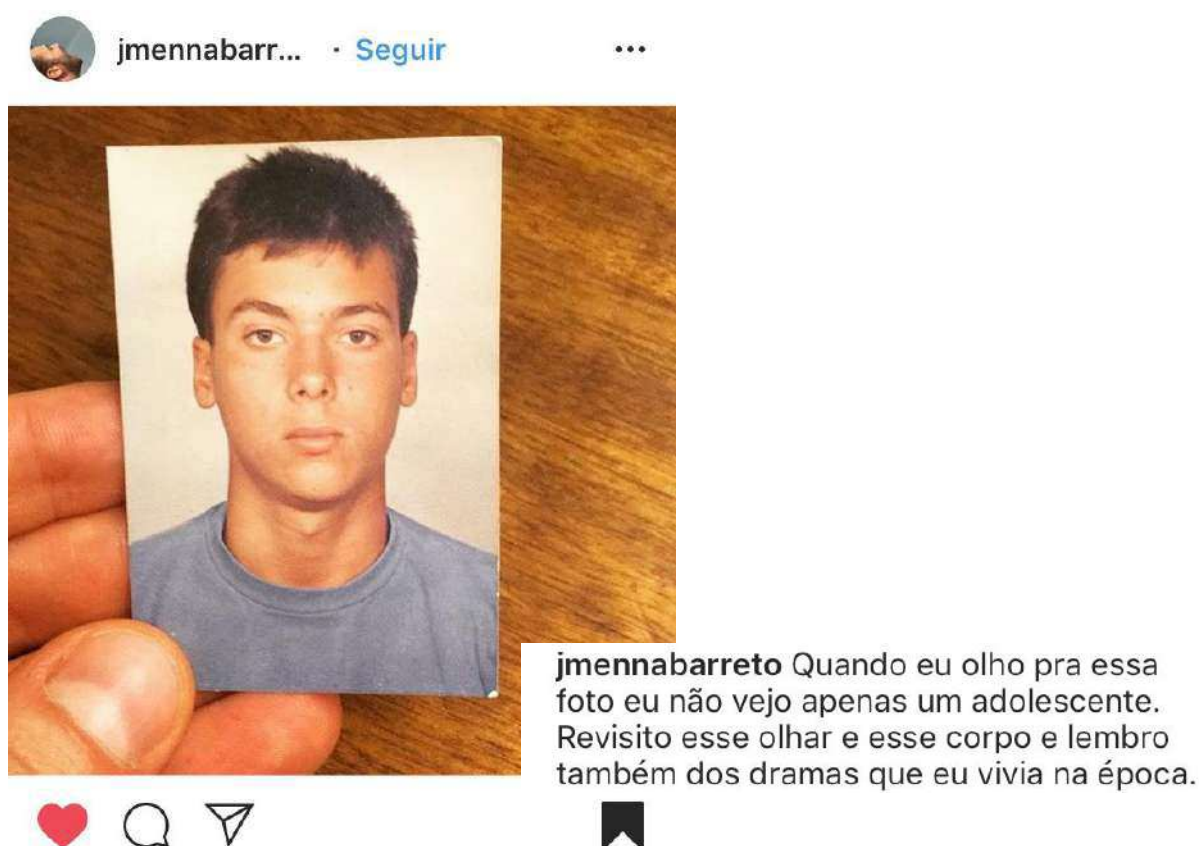 jmennabarr... · Seguir
jmennabarreto Quando eu olho pra essa
foto eu não vejo apenas um adolescente.
Revisito esse olhar e esse corpo e lembro
também dos dramas que eu vivia na época.